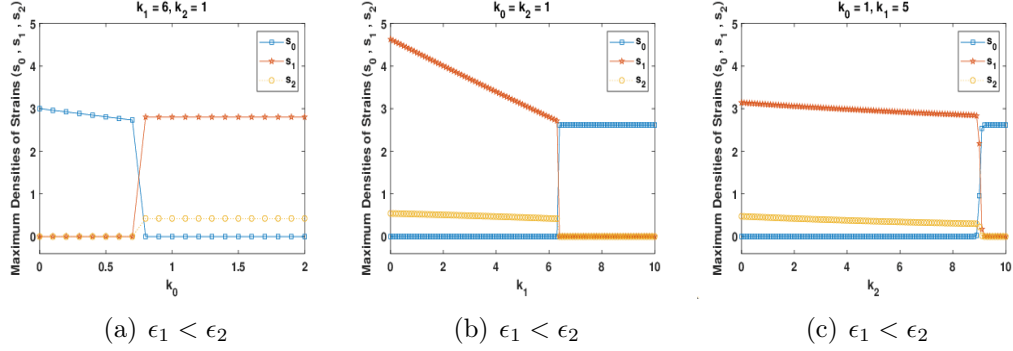 k₁ = 6, k₂ = 1
Maximum Densities of Strains (s₀ , s₁ , s₂)
5
4
3
2
1
0
s₀
s₁
s₂
0
0.5
1
1.5
2
k₀
(a) ϵ₁ < ϵ₂
k₀ = k₂ = 1
Maximum Densities of Strains (s₀ , s₁ , s₂)
5
4
3
2
1
0
s₀
s₁
s₂
0
2
4
6
8
10
k₁
(b) ϵ₁ < ϵ₂
k₀ = 1, k₁ = 5
Maximum Densities of Strains (s₀ , s₁ , s₂)
5
4
3
2
1
0
s₀
s₁
s₂
0
2
4
6
8
10
k₂
(c) ϵ₁ < ϵ₂